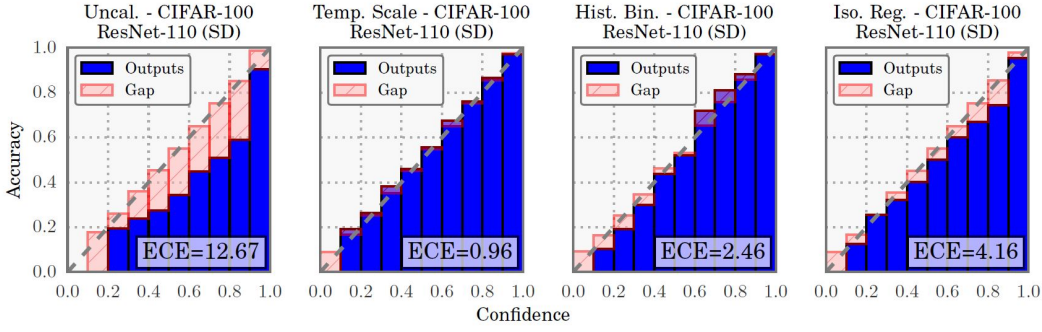 Uncal. - CIFAR-100
ResNet-110 (SD)
Temp. Scale - CIFAR-100
ResNet-110 (SD)
Hist. Bin. - CIFAR-100
ResNet-110 (SD)
Iso. Reg. - CIFAR-100
ResNet-110 (SD)
Accuracy
1.0
0.8
0.6
0.4
0.2
0.0
Outputs
Gap
ECE=12.67
0.0 0.2 0.4 0.6 0.8 1.0
Outputs
Gap
ECE=0.96
0.0 0.2 0.4 0.6 0.8 1.0
Outputs
Gap
ECE=2.46
0.0 0.2 0.4 0.6 0.8 1.0
Outputs
Gap
ECE=4.16
0.0 0.2 0.4 0.6 0.8 1.0
Confidence